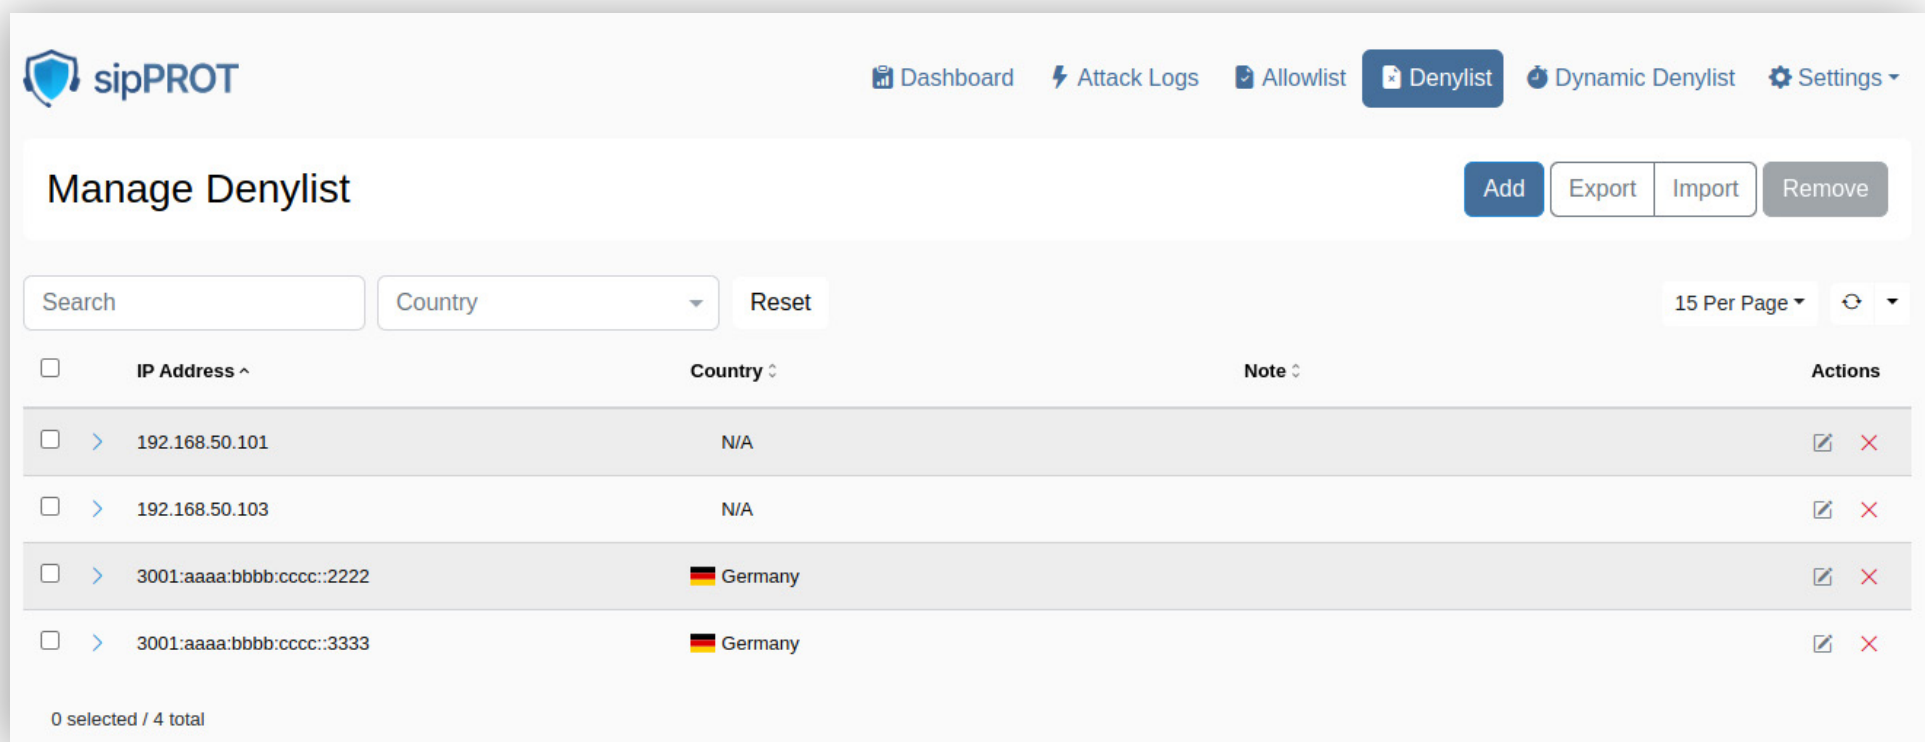 sipPROT
Dashboard Attack Logs Allowlist Denylist Dynamic Denylist Settings
Manage Denylist
Add Export Import Remove
Search Country Reset 15 Per Page
IP Address Country Note Actions
192.168.50.101 N/A
192.168.50.103 N/A
3001:aaaa:bbbb:cccc::2222 Germany
3001:aaaa:bbbb:cccc::3333 Germany
0 selected / 4 total